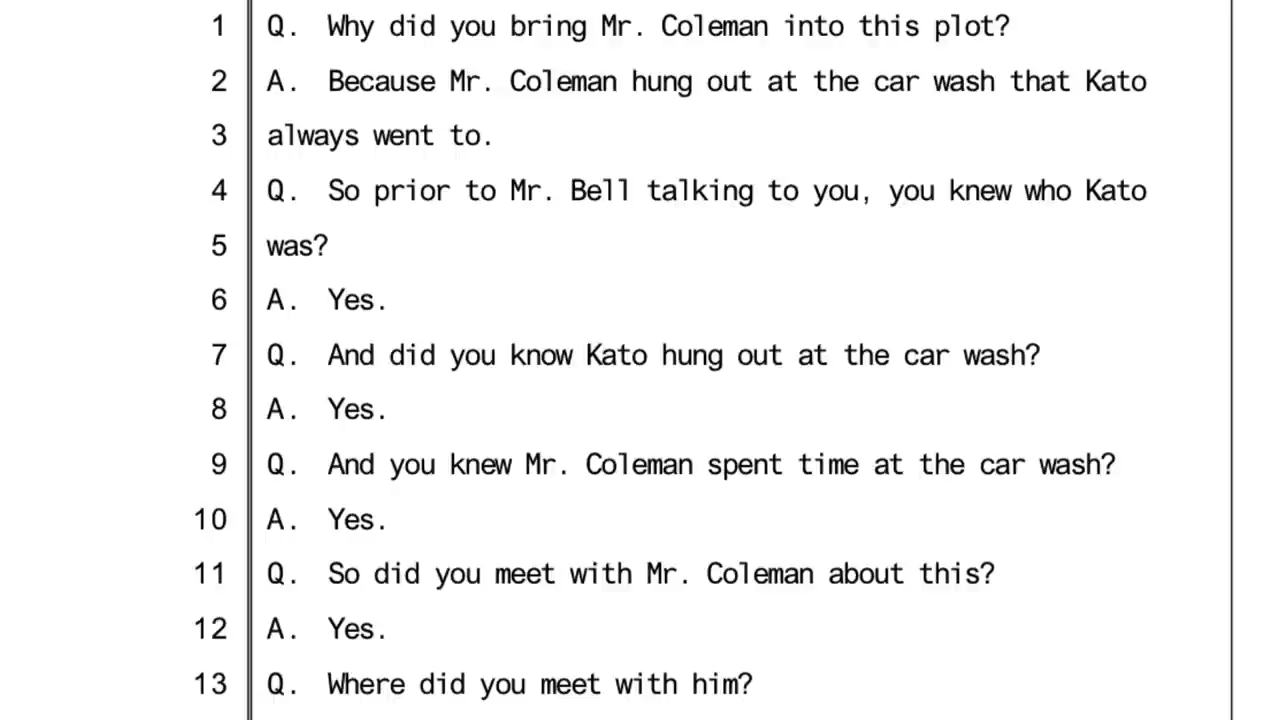 1 Q. Why did you bring Mr. Coleman into this plot?
2 A. Because Mr. Coleman hung out at the car wash that Kato
3 always went to.
4 Q. So prior to Mr. Bell talking to you, you knew who Kato
5 was?
6 A. Yes.
7 Q. And did you know Kato hung out at the car wash?
8 A. Yes.
9 Q. And you knew Mr. Coleman spent time at the car wash?
10 A. Yes.
11 Q. So did you meet with Mr. Coleman about this?
12 A. Yes.
13 Q. Where did you meet with him?